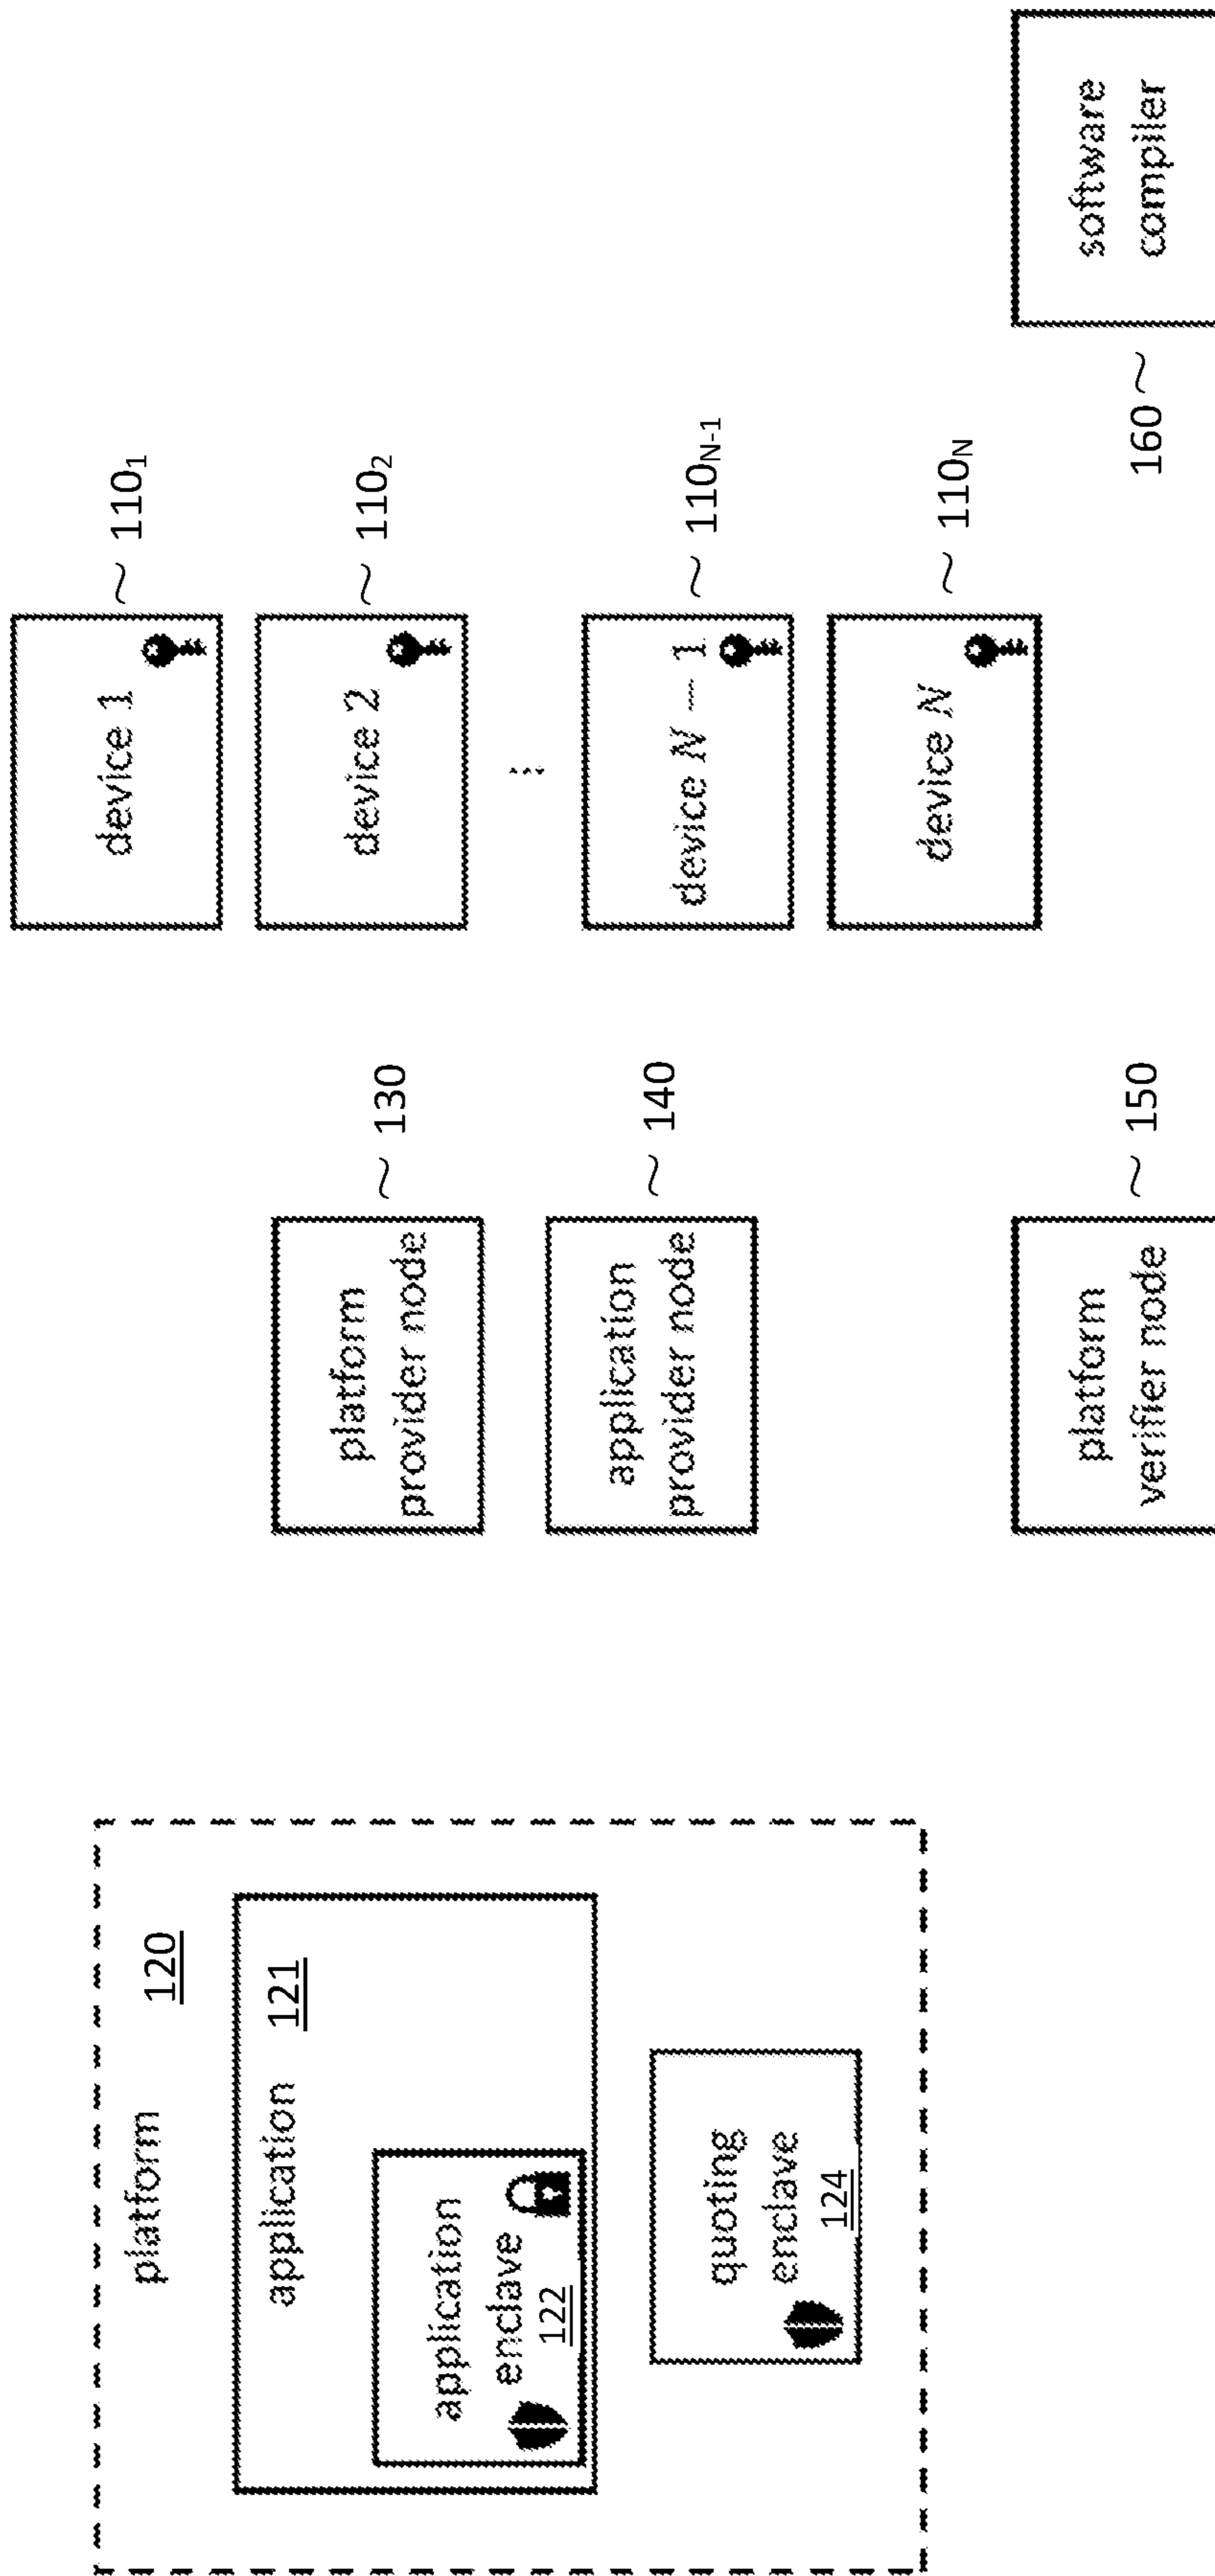 platform 120
application 121
application
enclave
122
quoting
enclave
124
platform
provider node
~ 130
application
provider node
~ 140
platform
verifier node
~ 150
device 1
~ 110₁
device 2
~ 110₂
⋮
device N − 1
~ 110N-1
device N
~ 110N
software
compiler
160 ~